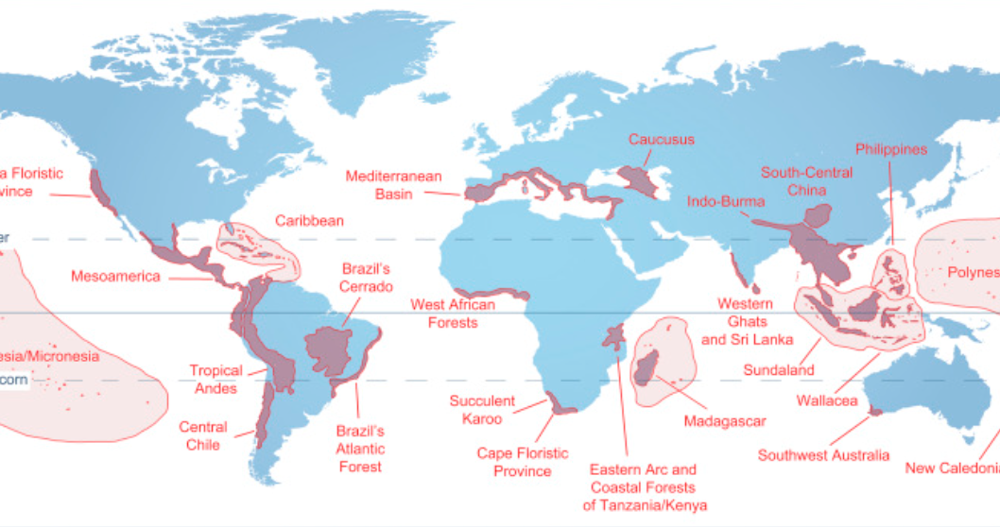 Caucusus
Philippines
a Floristic
vince
Mediterranean
Basin
South-Central
China
Indo-Burma
Caribbean
er
Mesoamerica
Brazil's
Cerrado
Polynes
West African
Forests
Western
Ghats
and Sri Lanka
esia/Micronesia
corn
Tropical
Andes
Sundaland
Succulent
Karoo
Madagascar
Wallacea
Central
Chile
Brazil's
Atlantic
Forest
Cape Floristic
Province
Eastern Arc and
Coastal Forests
of Tanzania/Kenya
Southwest Australia
New Caledonia